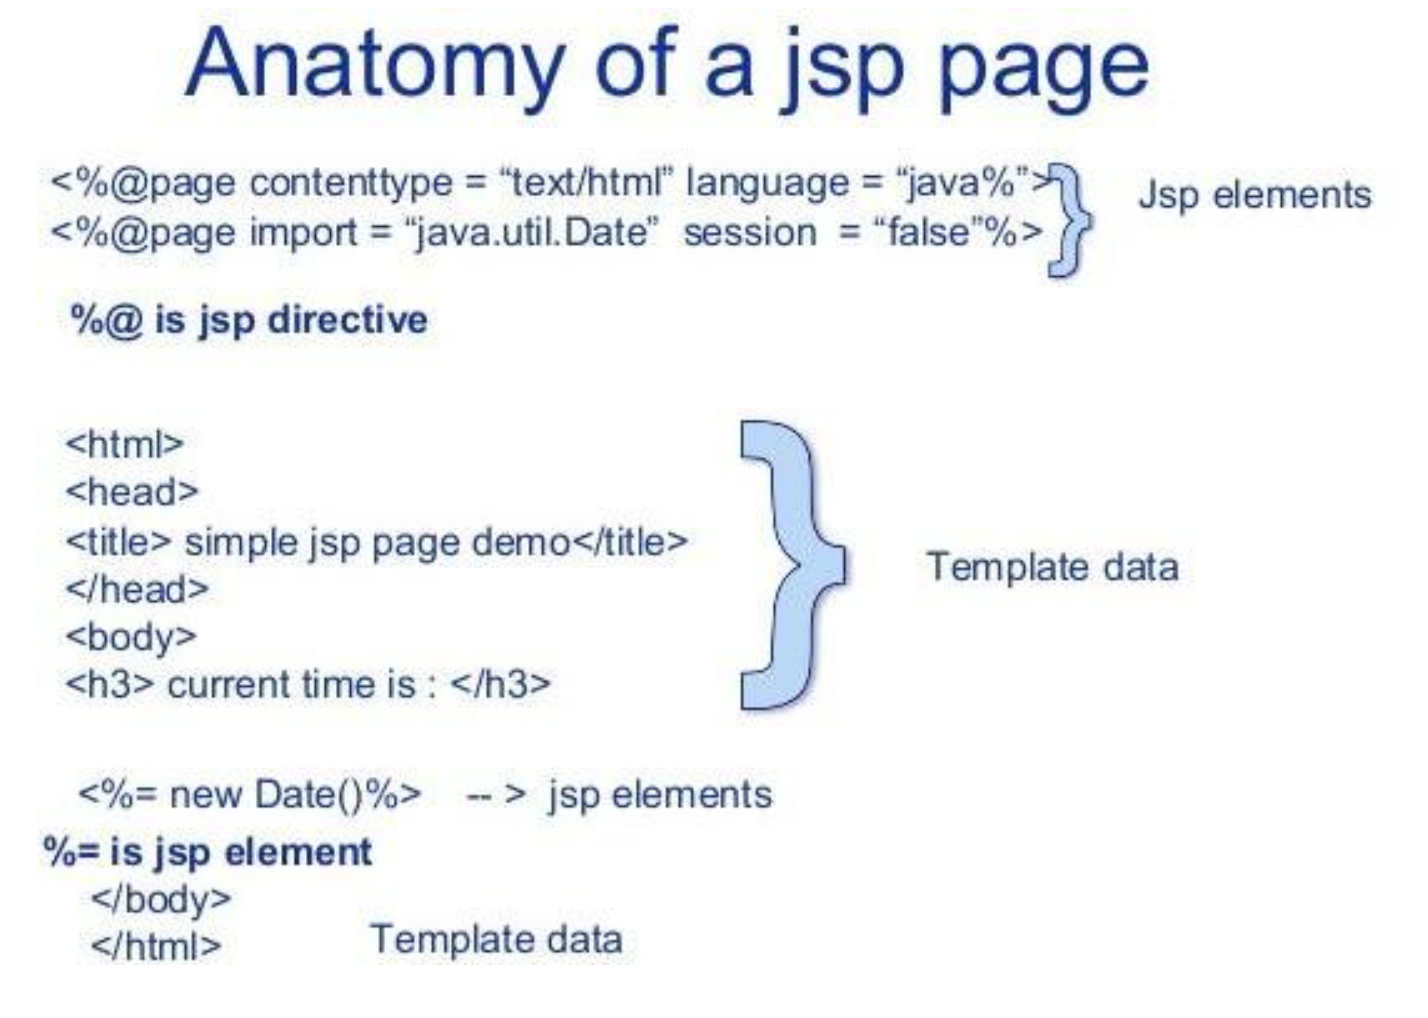 Anatomy of a jsp page
<%@page contenttype = “text/html” language = “java%”> Jsp elements
<%@page import = “java.util.Date” session = “false”%>
%@ is jsp directive
<html>
<head>
<title> simple jsp page demo</title>
</head>
<body>
<h3> current time is : </h3>
Template data
<%= new Date()%> -- > jsp elements
%= is jsp element
</body>
</html> Template data